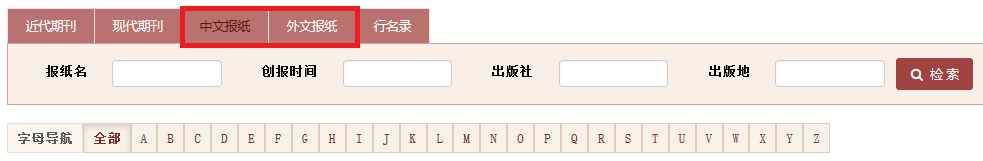 近代期刊 现代期刊 中文报纸 外文报纸 行名录
报纸名 创报时间 出版社 出版地 检索
字母导航 全部 A B C D E F G H I J K L M N O P Q R S T U V W X Y Z